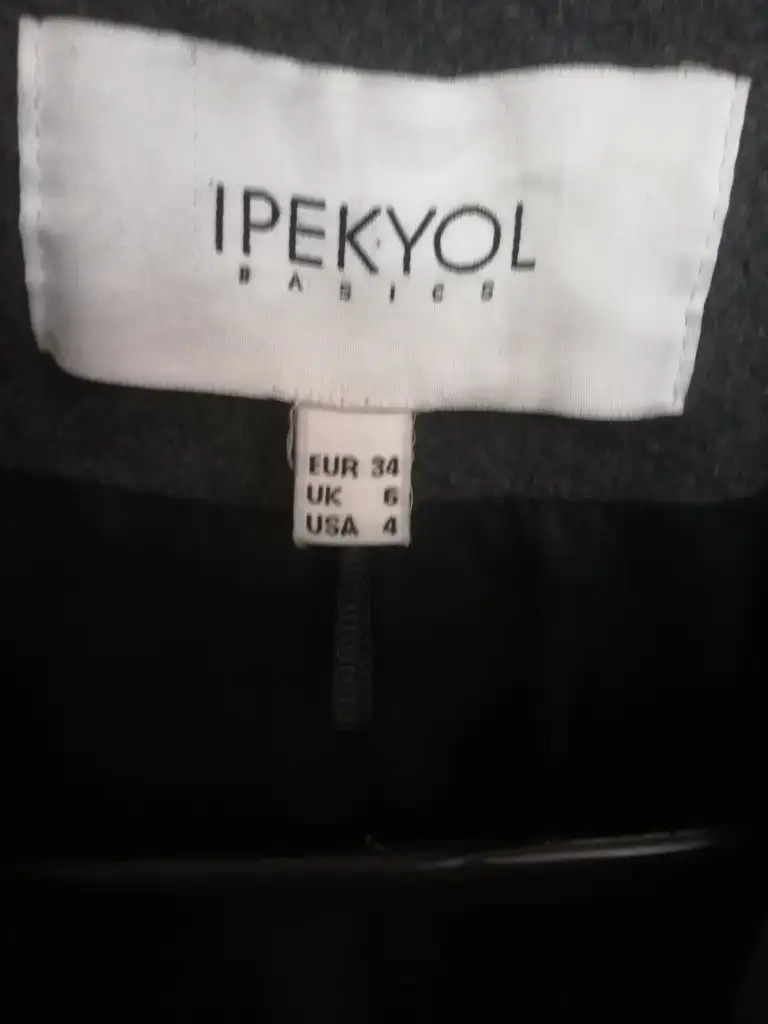 IPEKYOL
BASICS
EUR 34
UK 6
USA 4